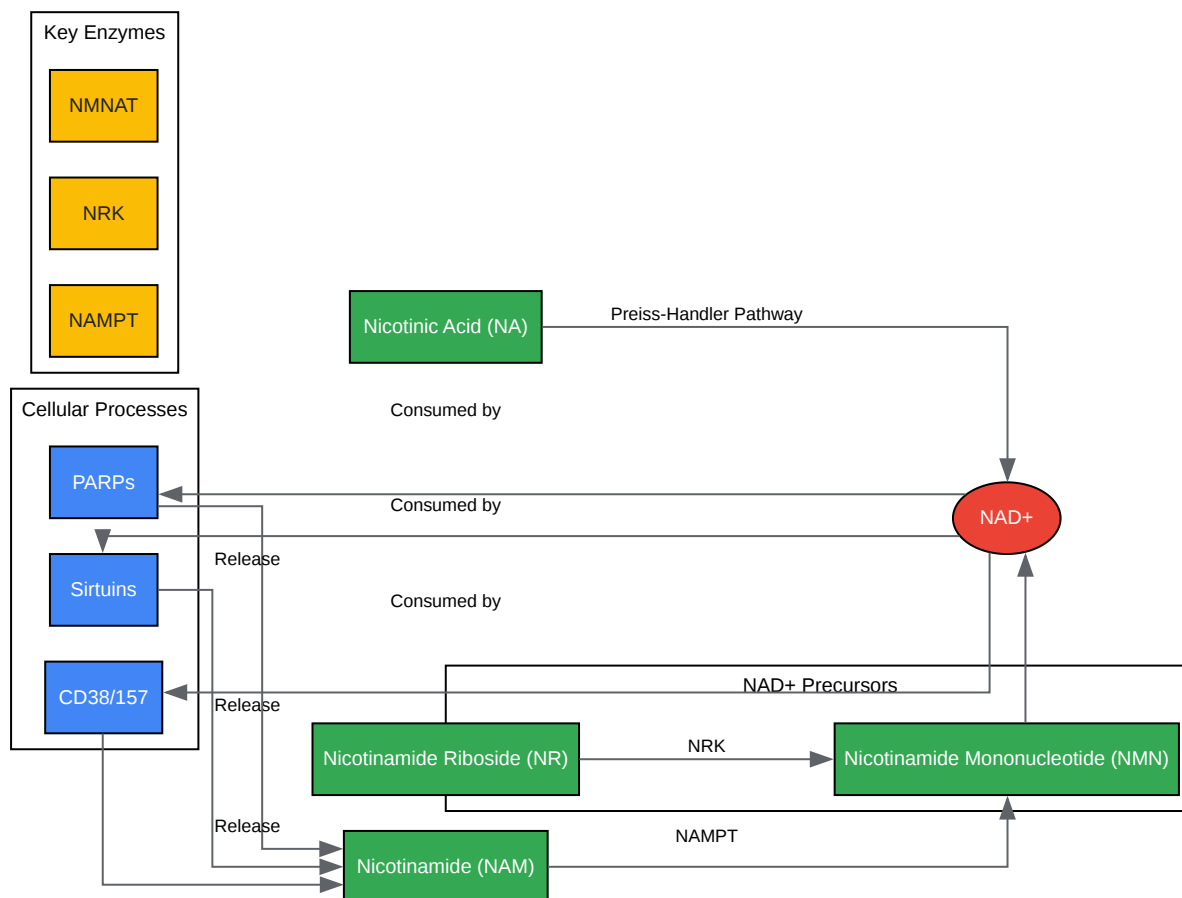 Key Enzymes
NMNAT
NRK
NAMPT
Nicotinic Acid (NA)
Preiss-Handler Pathway
Cellular Processes
Consumed by
PARPs
Consumed by
NAD+
Release
Sirtuins
Consumed by
CD38/157
Release
NAD+ Precursors
Nicotinamide Riboside (NR)
NRK
Nicotinamide Mononucleotide (NMN)
Release
NAMPT
Nicotinamide (NAM)